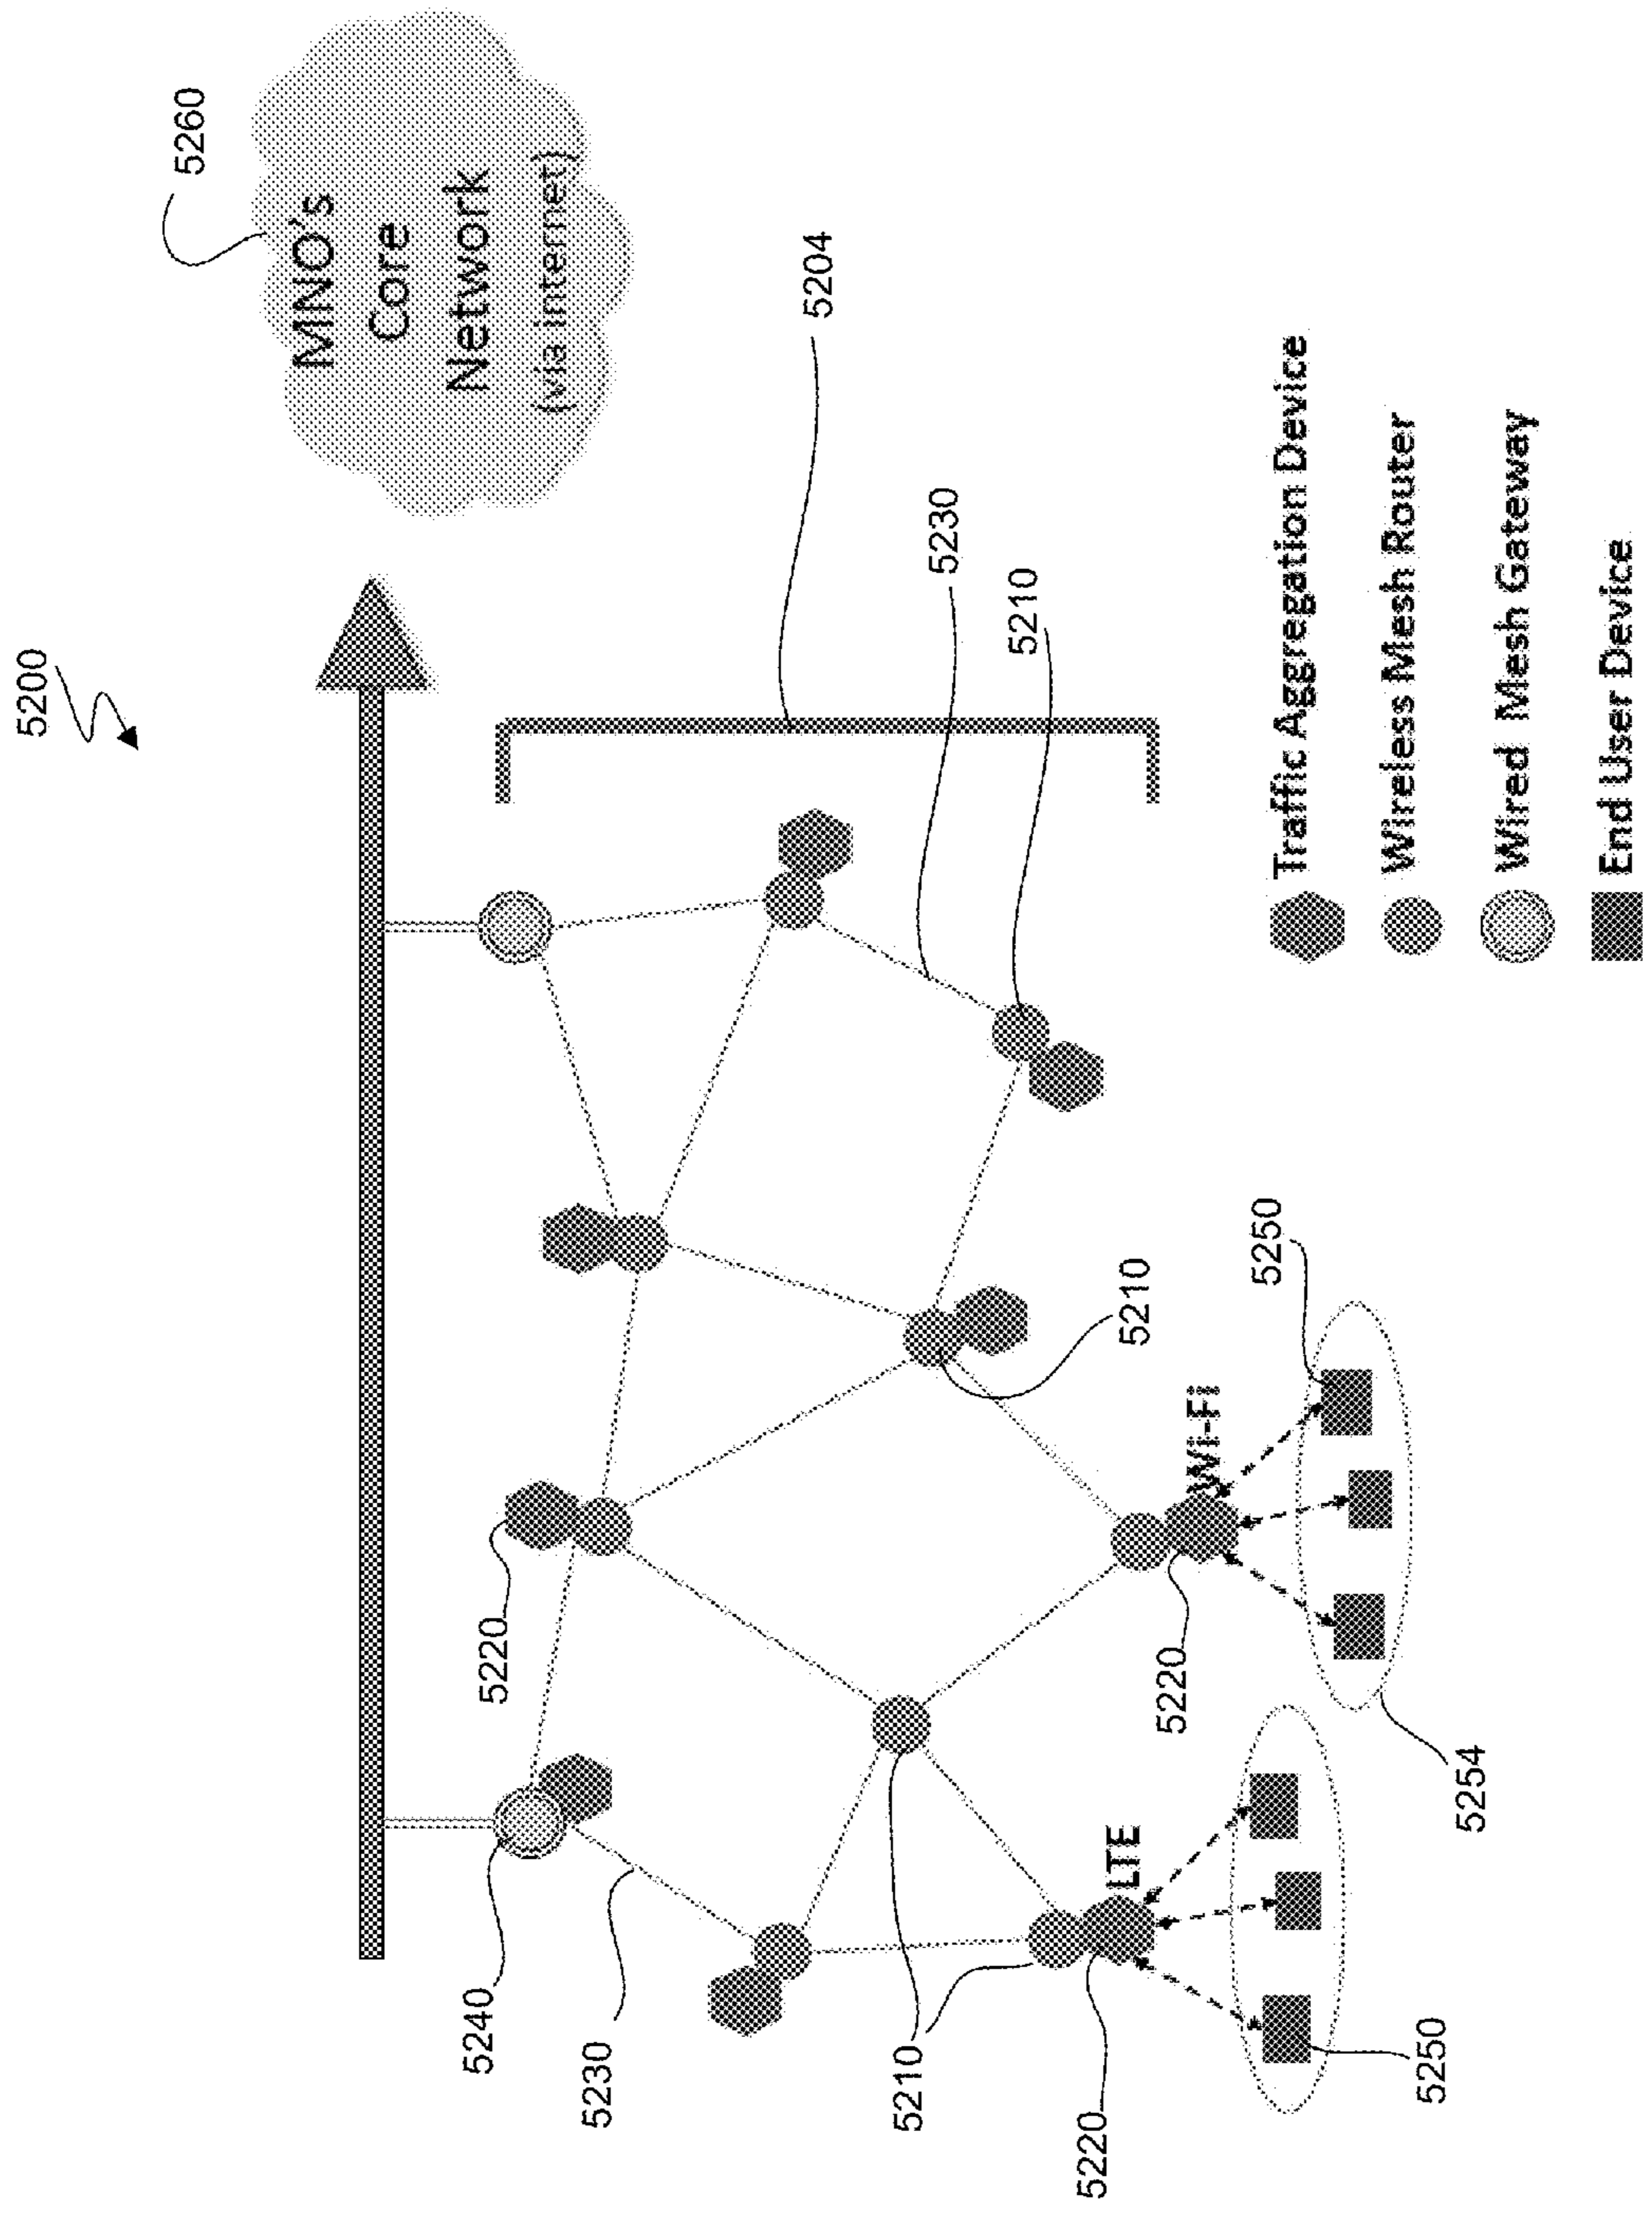 5200
5260
MNO's
Core
Network
(via internet)
5204
5240
5220
5230
5230
5210
5210
5210
5220
LTE
5220
Wi-Fi
5250
5250
5254
Traffic Aggregation Device
Wireless Mesh Router
Wired Mesh Gateway
End User Device